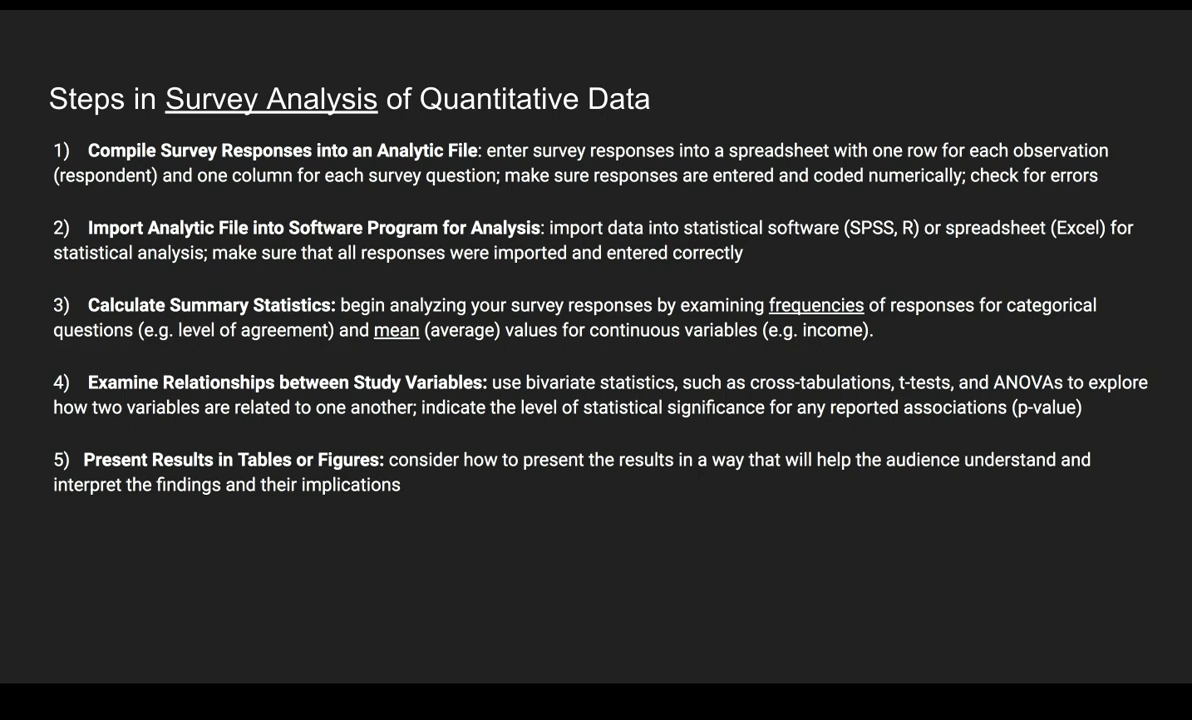 Steps in Survey Analysis of Quantitative Data
1) Compile Survey Responses into an Analytic File: enter survey responses into a spreadsheet with one row for each observation
(respondent) and one column for each survey question; make sure responses are entered and coded numerically; check for errors
2) Import Analytic File into Software Program for Analysis: import data into statistical software (SPSS, R) or spreadsheet (Excel) for
statistical analysis; make sure that all responses were imported and entered correctly
3) Calculate Summary Statistics: begin analyzing your survey responses by examining frequencies of responses for categorical
questions (e.g. level of agreement) and mean (average) values for continuous variables (e.g. income).
4) Examine Relationships between Study Variables: use bivariate statistics, such as cross-tabulations, t-tests, and ANOVAs to explore
how two variables are related to one another; indicate the level of statistical significance for any reported associations (p-value)
5) Present Results in Tables or Figures: consider how to present the results in a way that will help the audience understand and
interpret the findings and their implications